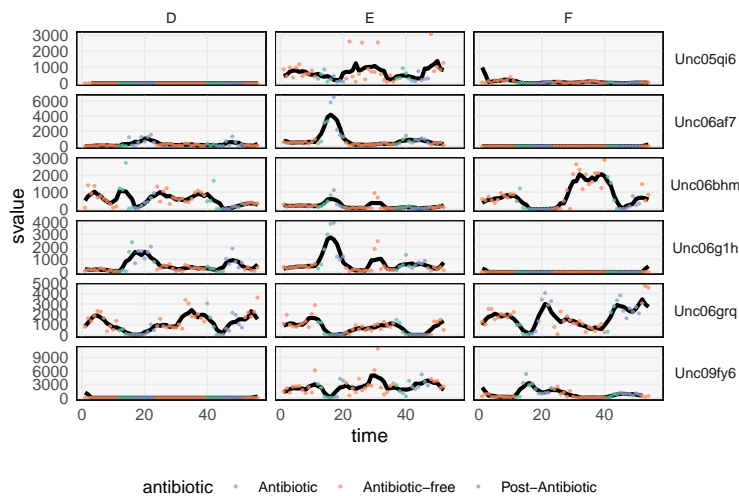 D E F
3000
2000
1000
0
Unc05qi6
6000
4000
2000
0
Unc06af7
3000
2000
1000
0
Unc06bhm
4000
3000
2000
1000
0
Unc06g1h
5000
4000
3000
2000
1000
0
Unc06grq
9000
6000
3000
0
Unc09fy6
svalue
0 20 40 0 20 40 0 20 40
time
antibiotic Antibiotic Antibiotic−free Post−Antibiotic